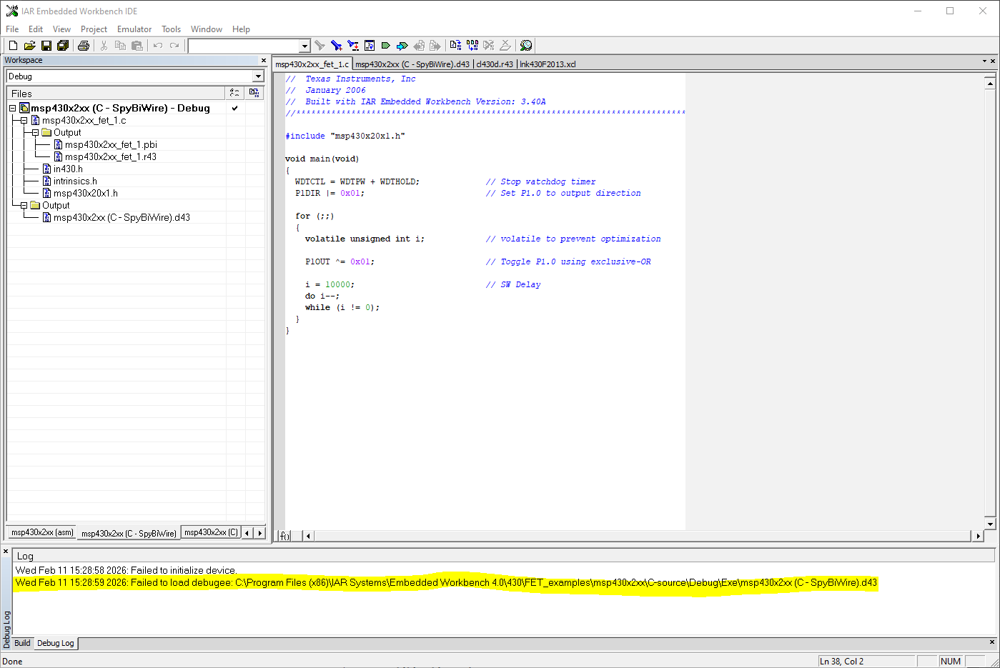 IAR Embedded Workbench IDE
File Edit View Project Emulator Tools Window Help
Workspace
Debug
Files
msp430x2xx (C - SpyBiWire) - Debug
msp430x2xx_fet_1.c
Output
msp430x2xx_fet_1.pbi
msp430x2xx_fet_1.r43
in430.h
intrinsics.h
msp430x20x1.h
Output
msp430x2xx (C - SpyBiWire).d43
msp430x2xx (asm) msp430x2xx (C - SpyBiWire) msp430x2xx (C)
msp430x2xx_fet_1.c msp430x2xx (C - SpyBiWire).d43 cl430d.r43 lnk430F2013.xcl
//  Texas Instruments, Inc
//  January 2006
//  Built with IAR Embedded Workbench Version: 3.40A
//******************************************************************************
#include "msp430x20x1.h"
void main(void)
{
WDTCTL = WDTPW + WDTHOLD; // Stop watchdog timer
P1DIR |= 0x01; // Set P1.0 to output direction
for (;;)
{
volatile unsigned int i; // volatile to prevent optimization
P1OUT ^= 0x01; // Toggle P1.0 using exclusive-OR
i = 10000; // SW Delay
do i--;
while (i != 0);
}
}
f()
Log
Wed Feb 11 15:28:58 2026: Failed to initialize device.
Wed Feb 11 15:28:59 2026: Failed to load debugee: C:\Program Files (x86)\IAR Systems\Embedded Workbench 4.0\430\FET_examples\msp430x2xx\C-source\Debug\Exe\msp430x2xx (C - SpyBiWire).d43
Debug Log
Build Debug Log
Done Ln 38, Col 2 NUM